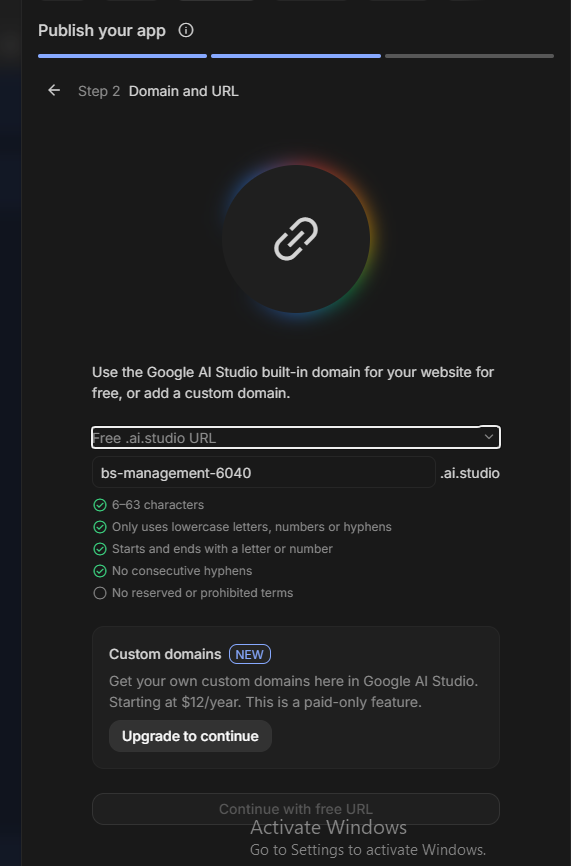 Publish your app
Step 2 Domain and URL
Use the Google AI Studio built-in domain for your website for
free, or add a custom domain.
Free .ai.studio URL
bs-management-6040 .ai.studio
6–63 characters
Only uses lowercase letters, numbers or hyphens
Starts and ends with a letter or number
No consecutive hyphens
No reserved or prohibited terms
Custom domains NEW
Get your own custom domains here in Google AI Studio.
Starting at $12/year. This is a paid-only feature.
Upgrade to continue
Continue with free URL
Activate Windows
Go to Settings to activate Windows.